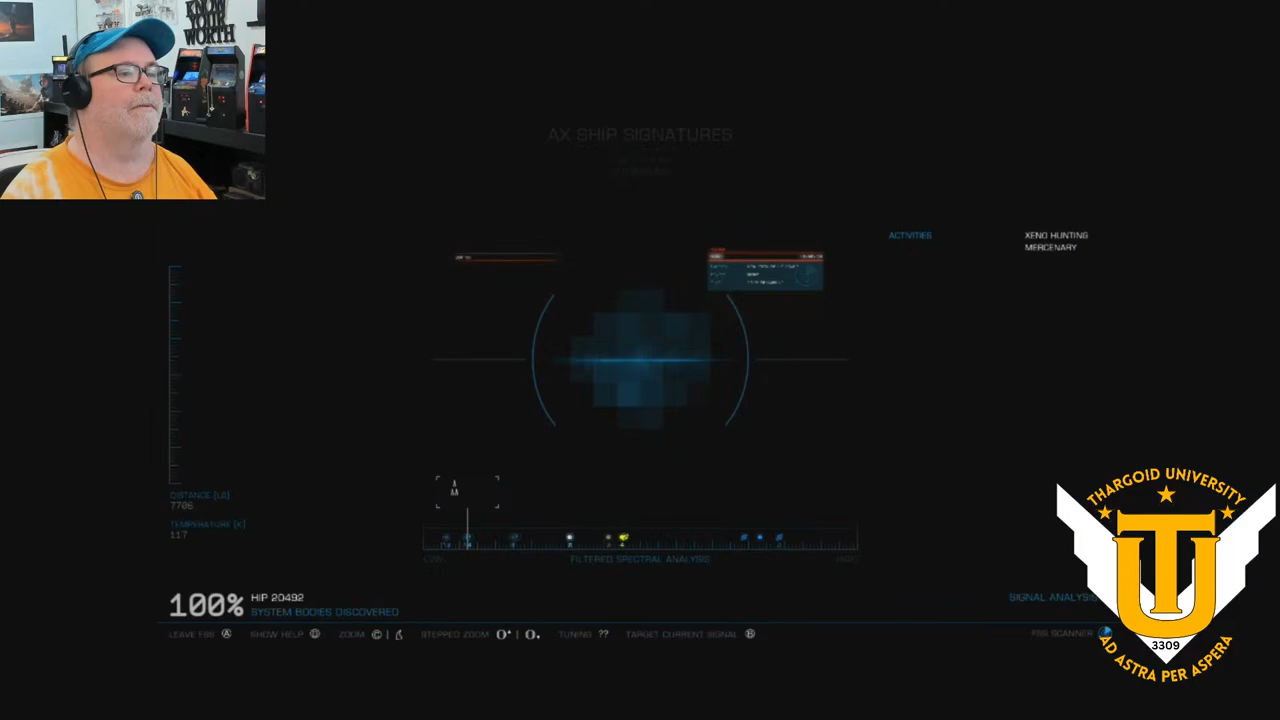 KNOW
YOUR
WORTH
AX SHIP SIGNATURES
ACTIVITIES
XENO HUNTING
MERCENARY
DISTANCE [LS]
7706
TEMPERATURE [K]
117
FILTERED SPECTRAL ANALYSIS
100%
HIP 20492
SYSTEM BODIES DISCOVERED
SIGNAL ANALYSIS
LEAVE FSS
SHOW HELP
ZOOM
STEPPED ZOOM
TUNING ??
TARGET CURRENT SIGNAL
FSS SCANNER
THARGOID UNIVERSITY
TU
3309
AD ASTRA PER ASPERA